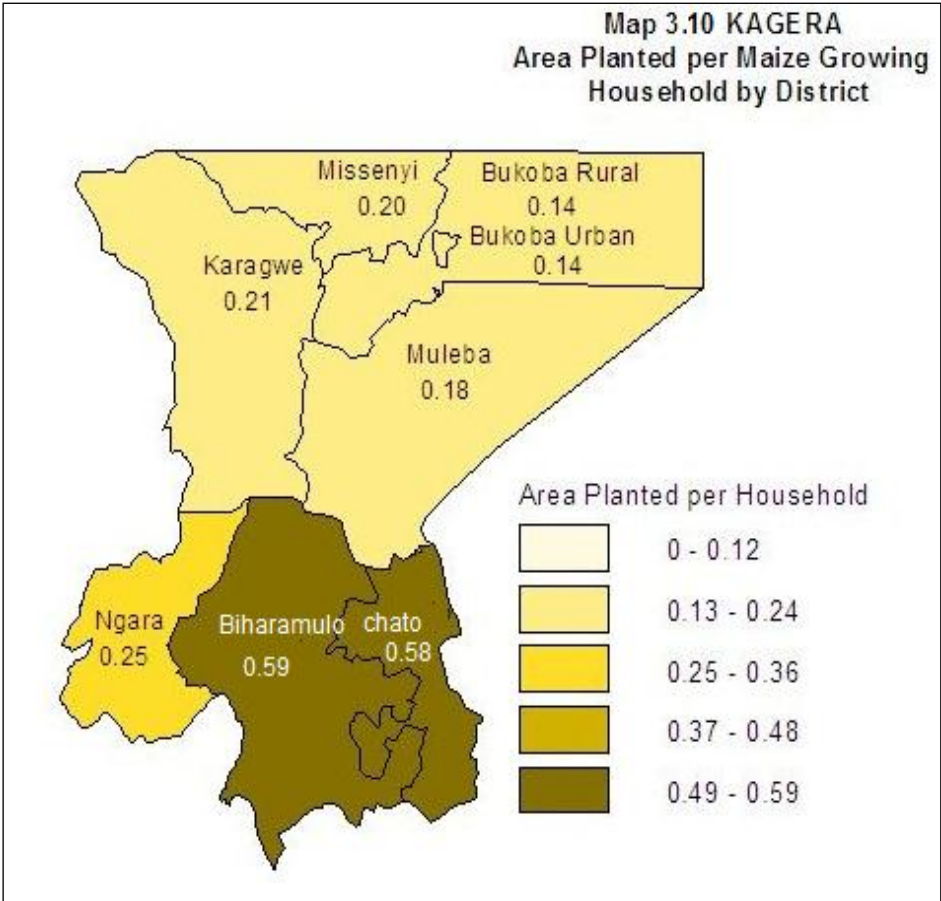 Map 3.10 KAGERA
Area Planted per Maize Growing
Household by District
Missenyi
0.20
Bukoba Rural
0.14
Bukoba Urban
0.14
Karagwe
0.21
Muleba
0.18
Ngara
0.25
Biharamulo
0.59
chato
0.58
Area Planted per Household
0 - 0.12
0.13 - 0.24
0.25 - 0.36
0.37 - 0.48
0.49 - 0.59